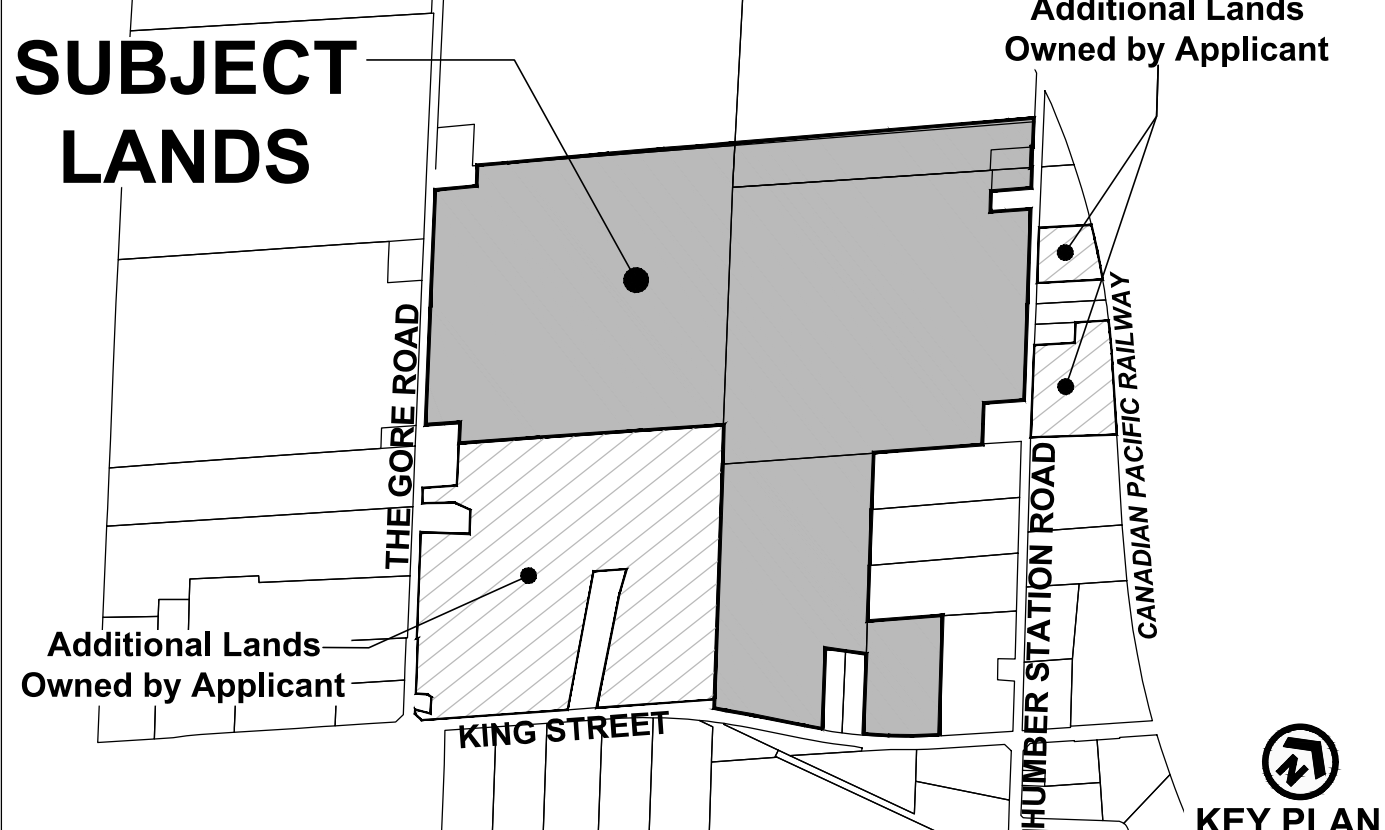 Additional Lands
Owned by Applicant
SUBJECT
LANDS
THE GORE ROAD
CANADIAN PACIFIC RAILWAY
HUMBER STATION ROAD
Additional Lands
Owned by Applicant
KING STREET
N
KEY PLAN